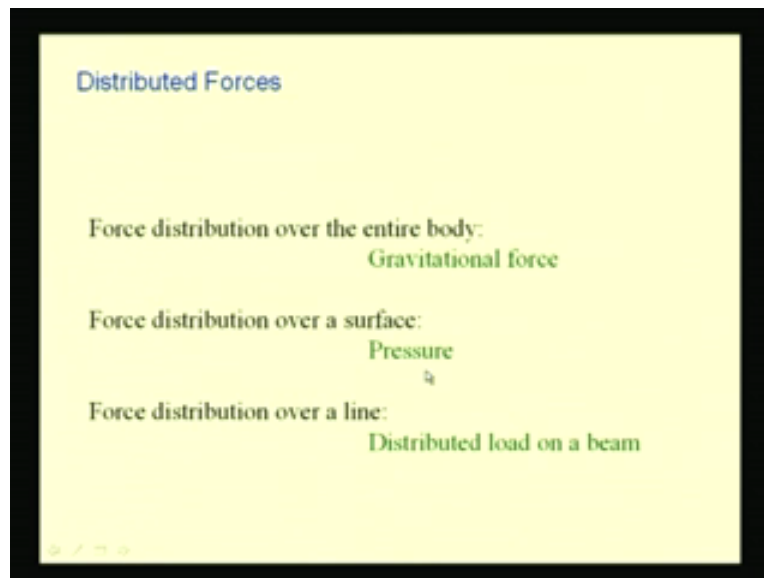 Distributed Forces
Force distribution over the entire body:
Gravitational force
Force distribution over a surface:
Pressure
Force distribution over a line:
Distributed load on a beam